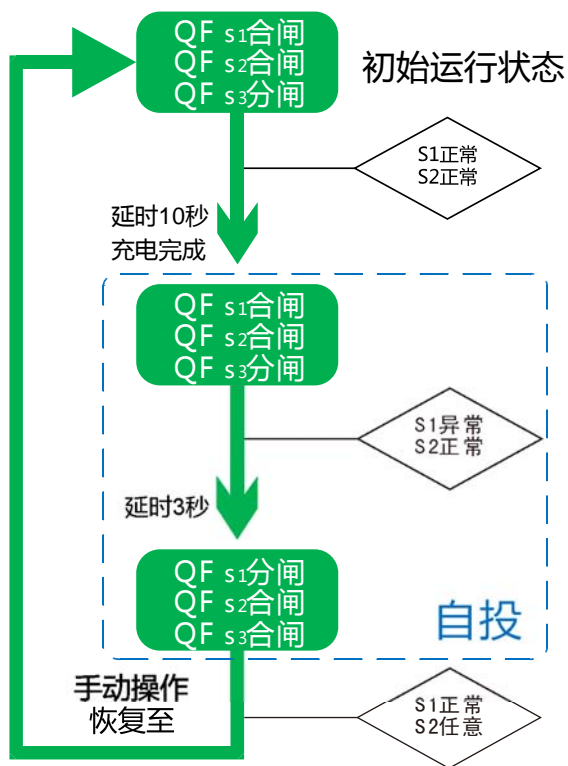 QF s1合闸
QF s2合闸
QF s3分闸
初始运行状态
S1正常
S2正常
延时10秒
充电完成
QF s1合闸
QF s2合闸
QF s3分闸
S1异常
S2正常
延时3秒
QF s1分闸
QF s2合闸
QF s3合闸
自投
手动操作
恢复至
S1正常
S2任意